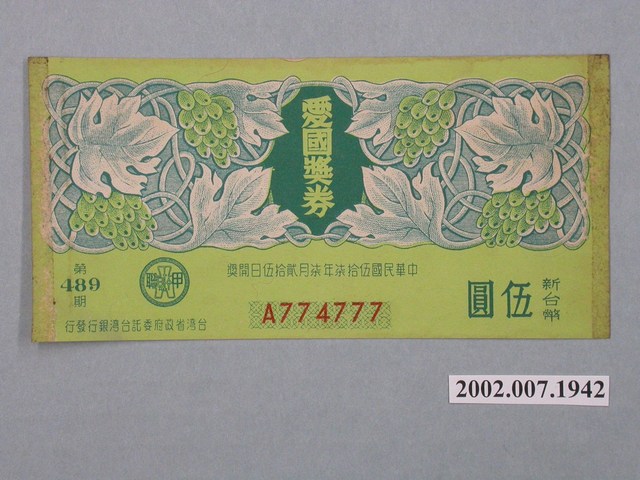 愛國獎券
中華民國伍拾柒年柒月貳拾伍日開獎
第
489
期
甲
聯
A774777
新台幣
伍圓
台湾省政府委託台湾銀行發行
2002.007.1942